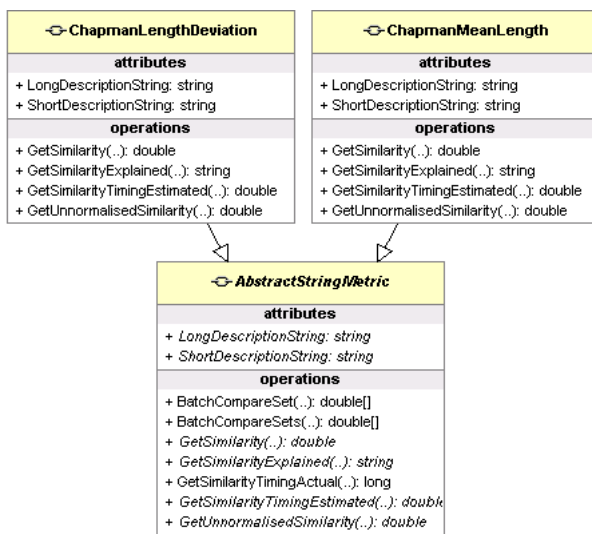 ChapmanLengthDeviation
attributes
+ LongDescriptionString: string
+ ShortDescriptionString: string
operations
+ GetSimilarity(..): double
+ GetSimilarityExplained(..): string
+ GetSimilarityTimingEstimated(..): double
+ GetUnnormalisedSimilarity(..): double
ChapmanMeanLength
attributes
+ LongDescriptionString: string
+ ShortDescriptionString: string
operations
+ GetSimilarity(..): double
+ GetSimilarityExplained(..): string
+ GetSimilarityTimingEstimated(..): double
+ GetUnnormalisedSimilarity(..): double
AbstractStringMetric
attributes
+ LongDescriptionString: string
+ ShortDescriptionString: string
operations
+ BatchCompareSet(..): double[]
+ BatchCompareSets(..): double[]
+ GetSimilarity(..): double
+ GetSimilarityExplained(..): string
+ GetSimilarityTimingActual(..): long
+ GetSimilarityTimingEstimated(..): double
+ GetUnnormalisedSimilarity(..): double